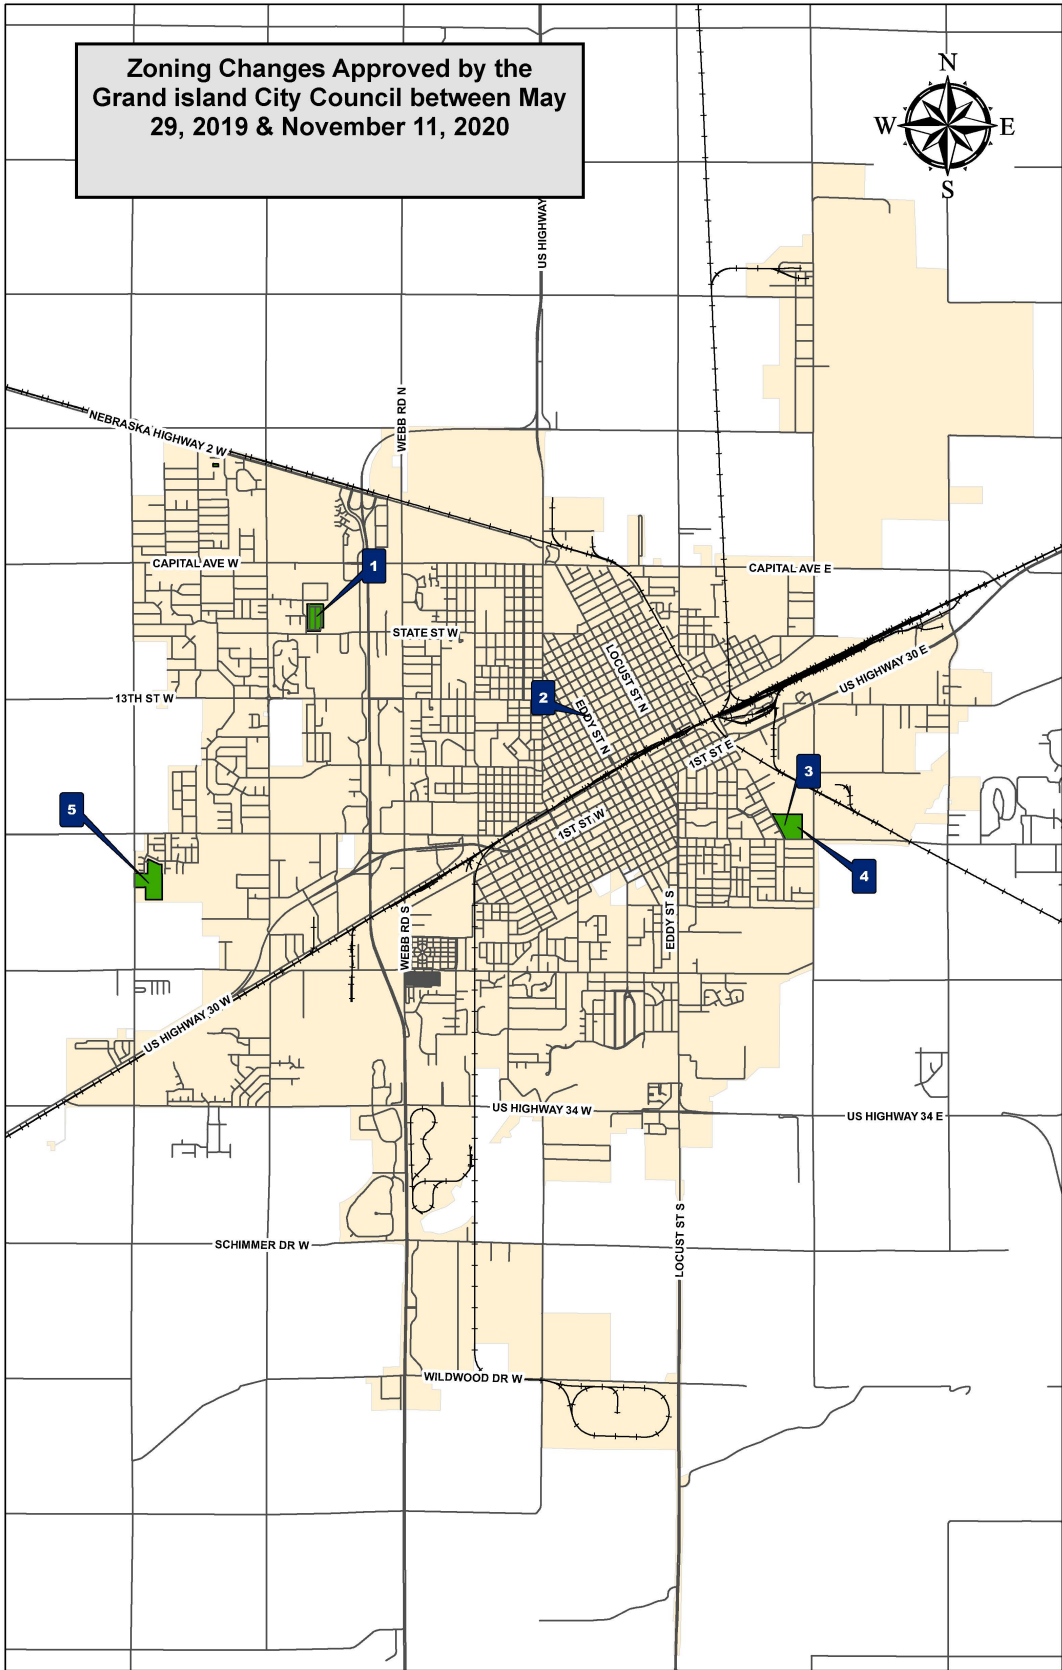 Zoning Changes Approved by the
Grand island City Council between May
29, 2019 & November 11, 2020
N
W
E
S
US HIGHWAY
WEBB RD N
NEBRASKA HIGHWAY 2 W
CAPITAL AVE W
1
CAPITAL AVE E
STATE ST W
LOCUST ST N
US HIGHWAY 30 E
13TH ST W
2
EDDY ST N
1ST ST E
3
5
1ST ST W
4
EDDY ST S
WEBB RD S
US HIGHWAY 30 W
US HIGHWAY 34 W
US HIGHWAY 34 E
LOCUST ST S
SCHIMMER DR W
WILDWOOD DR W